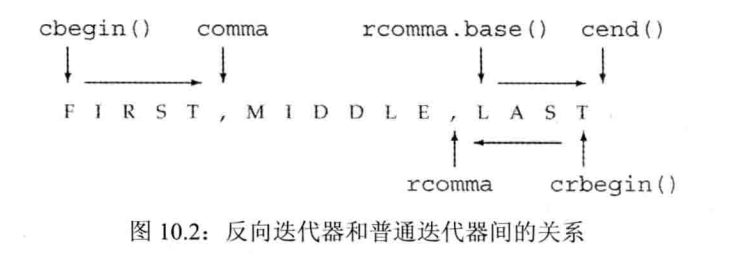 cbegin() comma rcomma.base() cend()
F I R S T , M I D D L E , L A S T
rcomma crbegin()
图 10.2：反向迭代器和普通迭代器间的关系